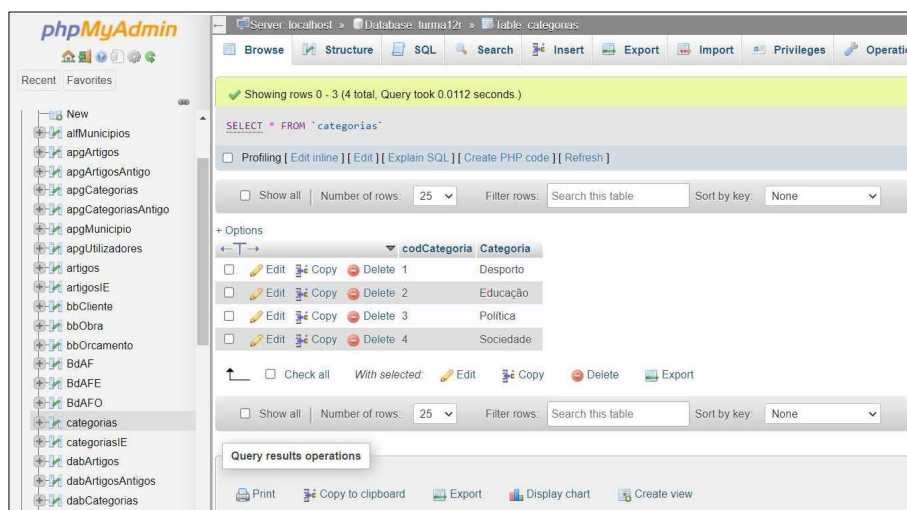 phpMyAdmin
Recent Favorites
New
alfMunicipios
apgArtigos
apgArtigosAntigo
apgCategorias
apgCategoriasAntigo
apgMunicipio
apgUtilizadores
artigos
artigosIE
bbCliente
bbObra
bbOrcamento
BdAF
BdAFE
BdAFO
categorias
categoriasIE
dabArtigos
dabArtigosAntigos
dabCategorias
Server: localhost » Database: turma12r » Table: categorias
Browse Structure SQL Search Insert Export Import Privileges Operatio
Showing rows 0 - 3 (4 total, Query took 0.0112 seconds.)
SELECT * FROM `categorias`
Profiling [ Edit inline ] [ Edit ] [ Explain SQL ] [ Create PHP code ] [ Refresh ]
Show all | Number of rows: 25 Filter rows: Search this table Sort by key: None
+ Options
←T→ codCategoria Categoria
Edit Copy Delete 1 Desporto
Edit Copy Delete 2 Educação
Edit Copy Delete 3 Política
Edit Copy Delete 4 Sociedade
Check all With selected: Edit Copy Delete Export
Show all | Number of rows: 25 Filter rows: Search this table Sort by key: None
Query results operations
Print Copy to clipboard Export Display chart Create view